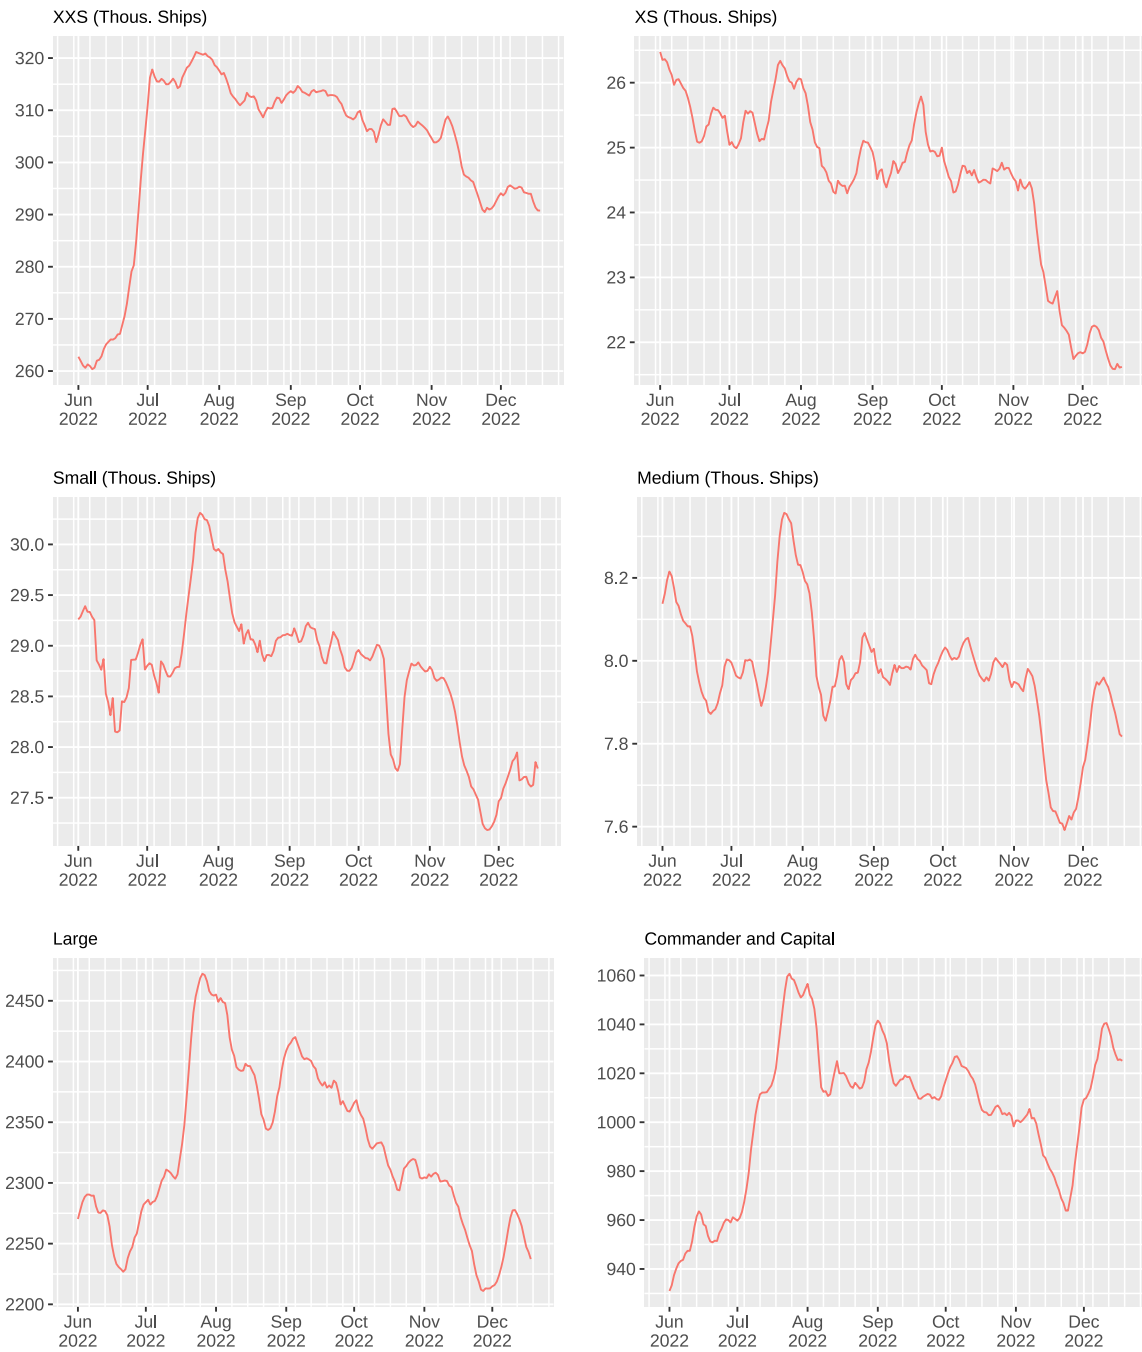 XXS (Thous. Ships)
320
310
300
290
280
270
260
Jun Jul Aug Sep Oct Nov Dec
2022 2022 2022 2022 2022 2022 2022
XS (Thous. Ships)
26
25
24
23
22
Jun Jul Aug Sep Oct Nov Dec
2022 2022 2022 2022 2022 2022 2022
Small (Thous. Ships)
30.0
29.5
29.0
28.5
28.0
27.5
Jun Jul Aug Sep Oct Nov Dec
2022 2022 2022 2022 2022 2022 2022
Medium (Thous. Ships)
8.2
8.0
7.8
7.6
Jun Jul Aug Sep Oct Nov Dec
2022 2022 2022 2022 2022 2022 2022
Large
2450
2400
2350
2300
2250
2200
Jun Jul Aug Sep Oct Nov Dec
2022 2022 2022 2022 2022 2022 2022
Commander and Capital
1060
1040
1020
1000
980
960
940
Jun Jul Aug Sep Oct Nov Dec
2022 2022 2022 2022 2022 2022 2022